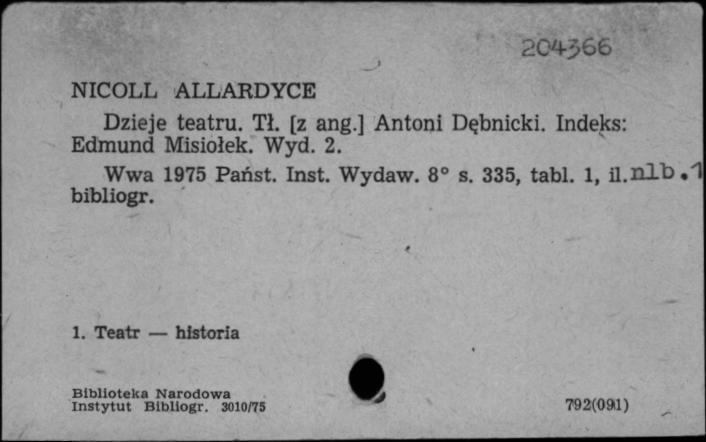 204366
NICOLL ALLARDYCE
Dzieje teatru. Tł. [z ang.] Antoni Dębnicki. Indeks:
Edmund Misiołek. Wyd. 2.
Wwa 1975 Państ. Inst. Wydaw. 8° s. 335, tabl. 1, il. nlb.1
bibliogr.
1. Teatr — historia
Biblioteka Narodowa
Instytut Bibliogr. 3010/75
792(091)